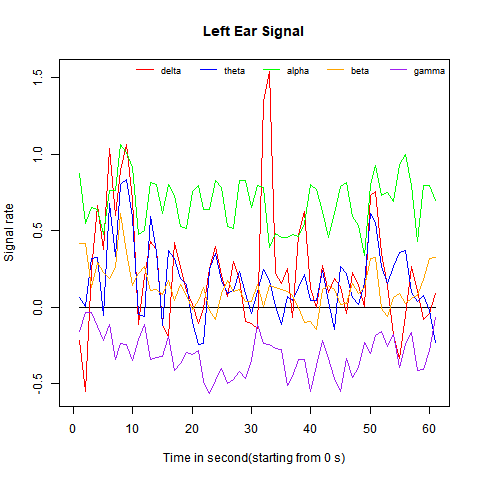 Left Ear Signal
delta theta alpha beta gamma
Signal rate
1.5
1.0
0.5
0.0
-0.5
0 10 20 30 40 50 60
Time in second(starting from 0 s)